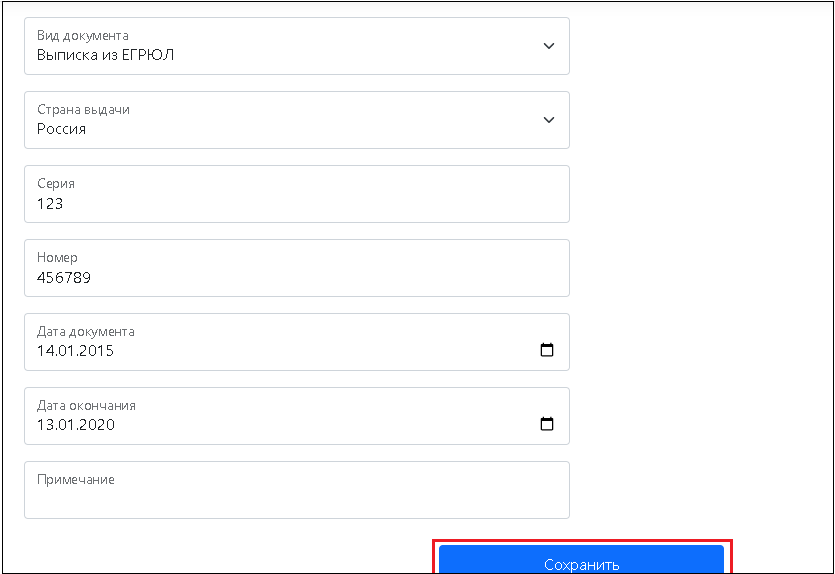 Вид документа
Выписка из ЕГРЮЛ
Страна выдачи
Россия
Серия
123
Номер
456789
Дата документа
14.01.2015
Дата окончания
13.01.2020
Примечание
Сохранить